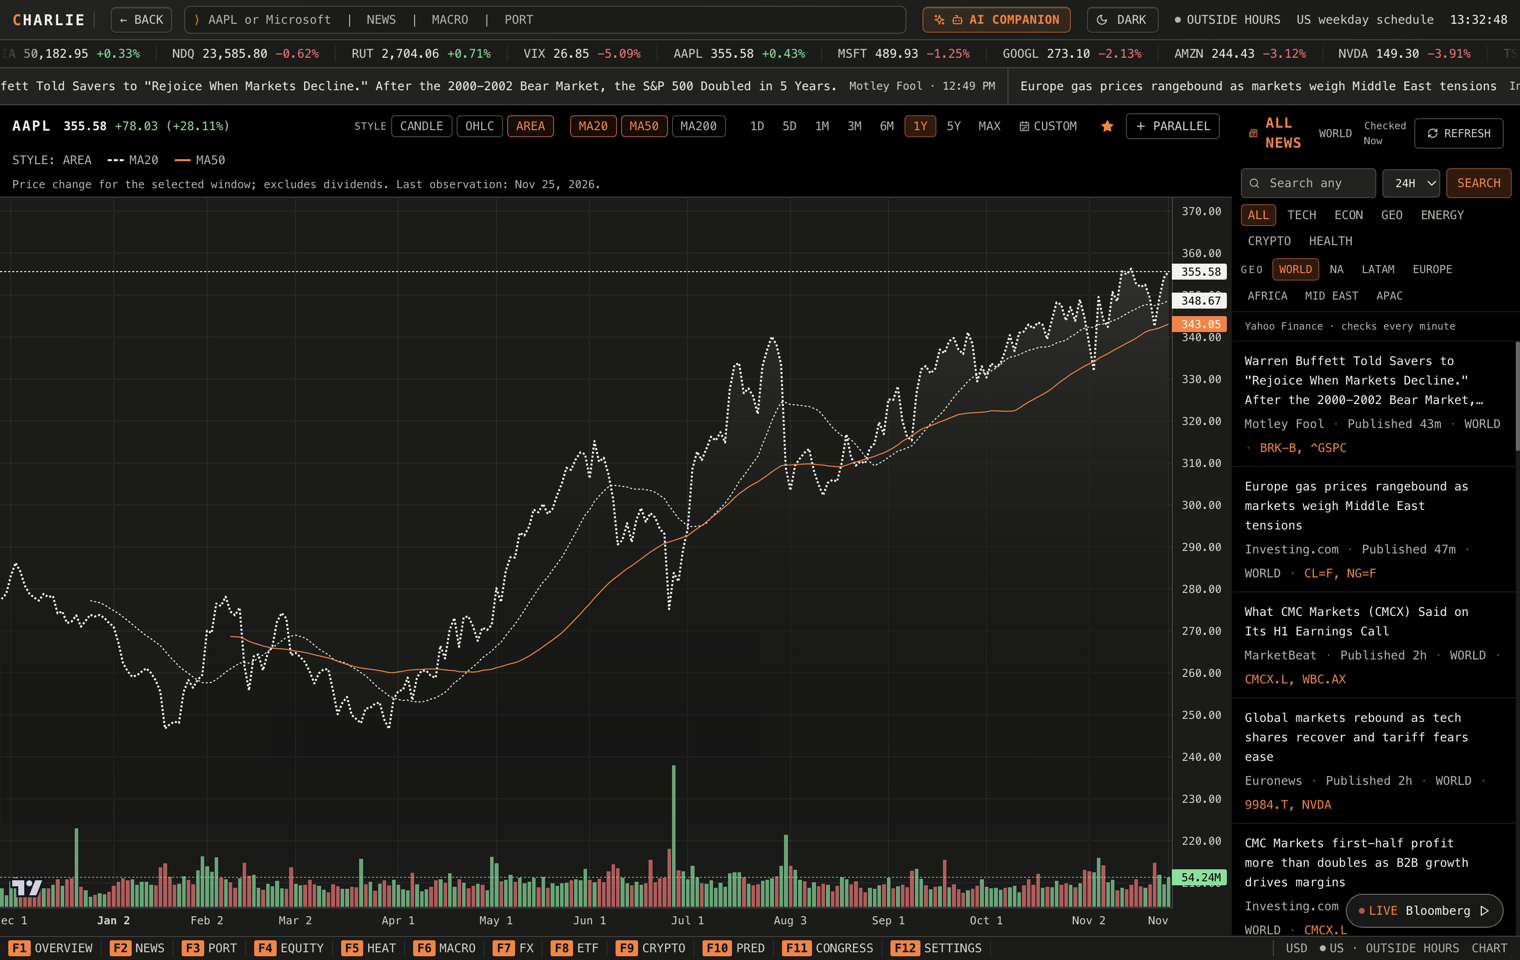 CHARLIE
← BACK
⟩ AAPL or Microsoft | NEWS | MACRO | PORT
AI COMPANION
DARK
● OUTSIDE HOURS US weekday schedule 13:32:48
50,182.95 +0.33% NDQ 23,585.80 −0.62% RUT 2,704.06 +0.71% VIX 26.85 −5.09% AAPL 355.58 +0.43% MSFT 489.93 −1.25% GOOGL 273.10 −2.13% AMZN 244.43 −3.12% NVDA 149.30 −3.91%
ffett Told Savers to "Rejoice When Markets Decline." After the 2000–2002 Bear Market, the S&P 500 Doubled in 5 Years. Motley Fool · 12:49 PM Europe gas prices rangebound as markets weigh Middle East tensions
AAPL 355.58 +78.03 (+28.11%)
STYLE CANDLE OHLC AREA MA20 MA50 MA200 1D 5D 1M 3M 6M 1Y 5Y MAX CUSTOM ★ + PARALLEL
STYLE: AREA MA20 MA50
Price change for the selected window; excludes dividends. Last observation: Nov 25, 2026.
370.00
360.00
355.58
348.67
343.05
340.00
330.00
320.00
310.00
300.00
290.00
280.00
270.00
260.00
250.00
240.00
230.00
220.00
54.24M
ec 1 Jan 2 Feb 2 Mar 2 Apr 1 May 1 Jun 1 Jul 1 Aug 3 Sep 1 Oct 1 Nov 2 Nov
ALL NEWS
WORLD
Checked Now
REFRESH
Search any
24H
SEARCH
ALL TECH ECON GEO ENERGY
CRYPTO HEALTH
GEO WORLD NA LATAM EUROPE
AFRICA MID EAST APAC
Yahoo Finance · checks every minute
Warren Buffett Told Savers to
"Rejoice When Markets Decline."
After the 2000–2002 Bear Market,…
Motley Fool · Published 43m · WORLD
· BRK-B, ^GSPC
Europe gas prices rangebound as
markets weigh Middle East
tensions
Investing.com · Published 47m ·
WORLD · CL=F, NG=F
What CMC Markets (CMCX) Said on
Its H1 Earnings Call
MarketBeat · Published 2h · WORLD ·
CMCX.L, WBC.AX
Global markets rebound as tech
shares recover and tariff fears
ease
Euronews · Published 2h · WORLD ·
9984.T, NVDA
CMC Markets first-half profit
more than doubles as B2B growth
drives margins
Investing.com
WORLD · CMCX.L
● LIVE Bloomberg
F1 OVERVIEW F2 NEWS F3 PORT F4 EQUITY F5 HEAT F6 MACRO F7 FX F8 ETF F9 CRYPTO F10 PRED F11 CONGRESS F12 SETTINGS
USD ● US · OUTSIDE HOURS CHART